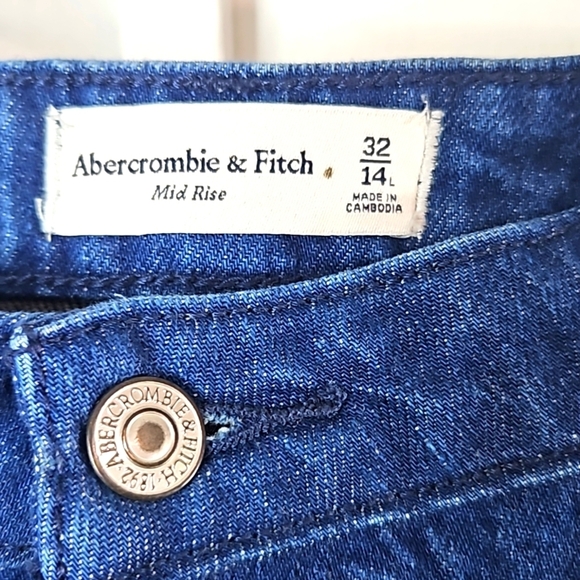 Abercrombie & Fitch
Mid Rise
32
14L
MADE IN
CAMBODIA
ABERCROMBIE & FITCH · 1892 ·